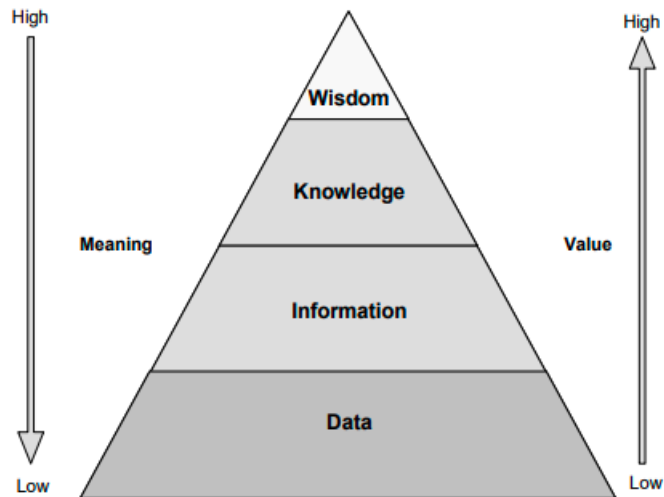 High
High
Wisdom
Knowledge
Meaning
Value
Information
Data
Low
Low